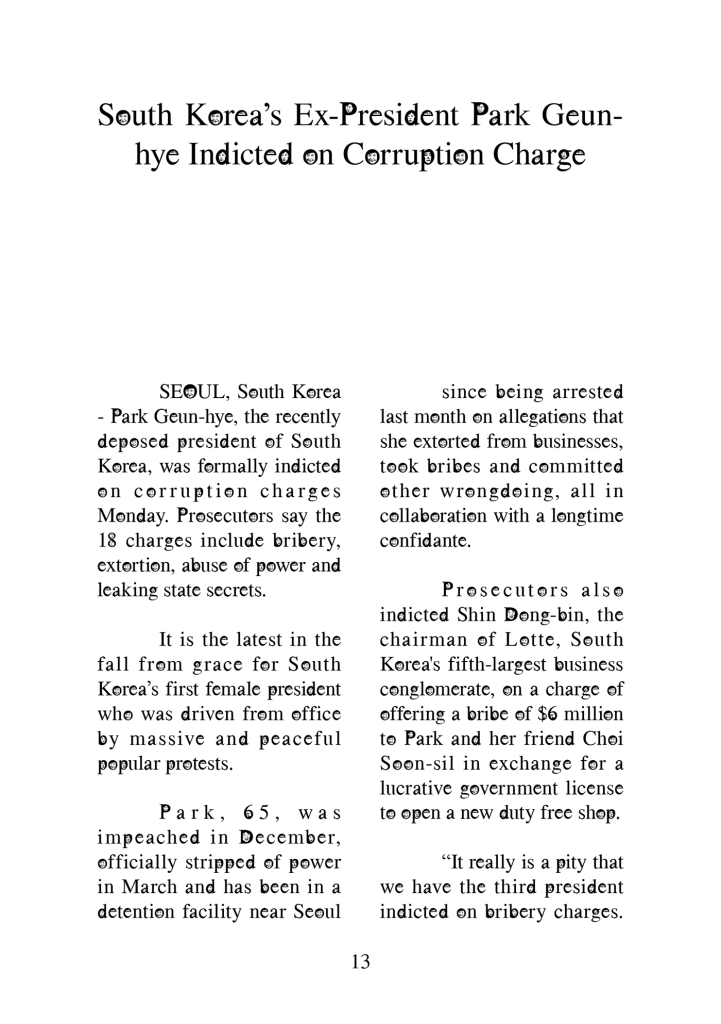 South Korea’s Ex-President Park Geun-
hye Indicted on Corruption Charge
SEOUL, South Korea
- Park Geun-hye, the recently
deposed president of South
Korea, was formally indicted
on corruption charges
Monday. Prosecutors say the
18 charges include bribery,
extortion, abuse of power and
leaking state secrets.
It is the latest in the
fall from grace for South
Korea’s first female president
who was driven from office
by massive and peaceful
popular protests.
Park, 65, was
impeached in December,
officially stripped of power
in March and has been in a
detention facility near Seoul
since being arrested
last month on allegations that
she extorted from businesses,
took bribes and committed
other wrongdoing, all in
collaboration with a longtime
confidante.
Prosecutors also
indicted Shin Dong-bin, the
chairman of Lotte, South
Korea's fifth-largest business
conglomerate, on a charge of
offering a bribe of $6 million
to Park and her friend Choi
Soon-sil in exchange for a
lucrative government license
to open a new duty free shop.
“It really is a pity that
we have the third president
indicted on bribery charges.
13